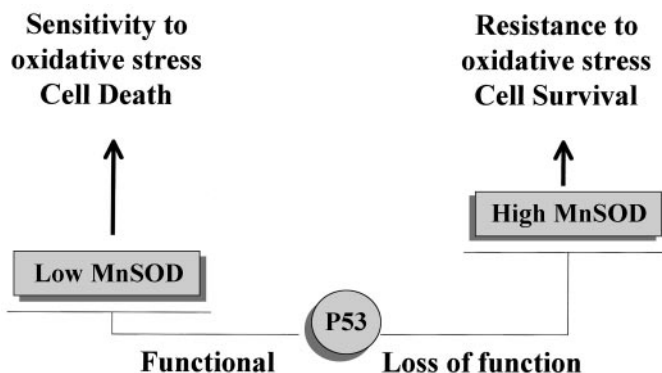 Sensitivity to
oxidative stress
Cell Death
Resistance to
oxidative stress
Cell Survival
High MnSOD
Low MnSOD
P53
Functional
Loss of function